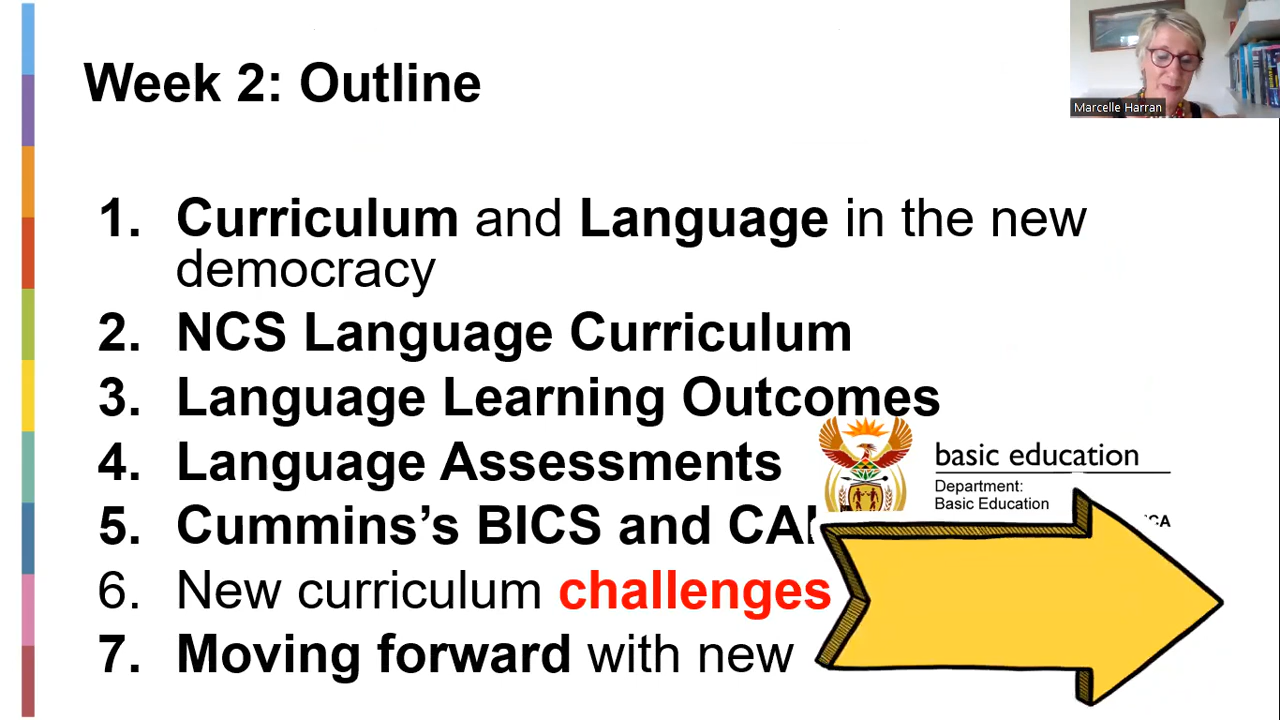 Week 2: Outline
Marcelle Harran
1. Curriculum and Language in the new
democracy
2. NCS Language Curriculum
3. Language Learning Outcomes
4. Language Assessments
5. Cummins’s BICS and
6. New curriculum challenges
7. Moving forward with new
basic education
Department:
Basic Education